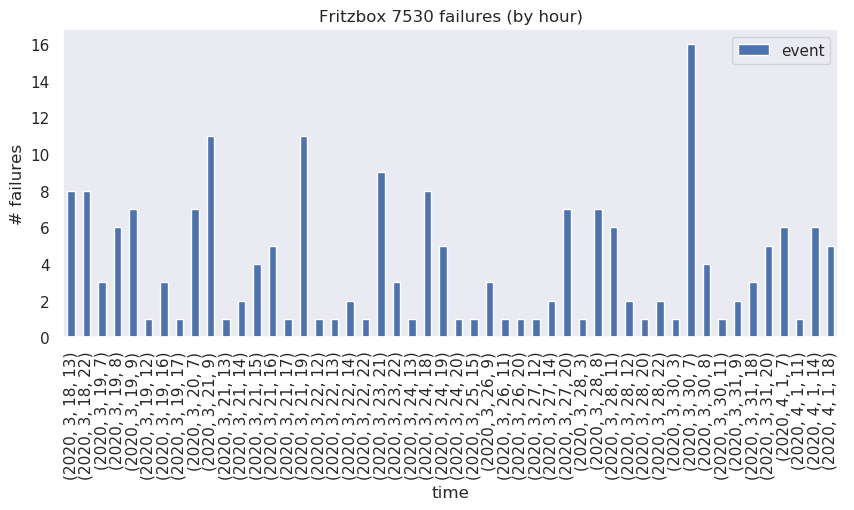 Fritzbox 7530 failures (by hour)
event
# failures
16
14
12
10
8
6
4
2
0
(2020, 3, 18, 13)
(2020, 3, 18, 22)
(2020, 3, 19, 7)
(2020, 3, 19, 8)
(2020, 3, 19, 9)
(2020, 3, 19, 12)
(2020, 3, 19, 16)
(2020, 3, 19, 17)
(2020, 3, 20, 7)
(2020, 3, 21, 9)
(2020, 3, 21, 13)
(2020, 3, 21, 14)
(2020, 3, 21, 15)
(2020, 3, 21, 16)
(2020, 3, 21, 17)
(2020, 3, 21, 19)
(2020, 3, 22, 12)
(2020, 3, 22, 13)
(2020, 3, 22, 14)
(2020, 3, 22, 22)
(2020, 3, 23, 21)
(2020, 3, 23, 22)
(2020, 3, 24, 13)
(2020, 3, 24, 18)
(2020, 3, 24, 19)
(2020, 3, 24, 20)
(2020, 3, 25, 15)
(2020, 3, 26, 9)
(2020, 3, 26, 11)
(2020, 3, 26, 20)
(2020, 3, 27, 12)
(2020, 3, 27, 14)
(2020, 3, 27, 20)
(2020, 3, 28, 3)
(2020, 3, 28, 8)
(2020, 3, 28, 11)
(2020, 3, 28, 12)
(2020, 3, 28, 20)
(2020, 3, 28, 22)
(2020, 3, 30, 3)
(2020, 3, 30, 7)
(2020, 3, 30, 8)
(2020, 3, 30, 11)
(2020, 3, 31, 9)
(2020, 3, 31, 18)
(2020, 3, 31, 20)
(2020, 4, 1, 7)
(2020, 4, 1, 11)
(2020, 4, 1, 14)
(2020, 4, 1, 18)
time